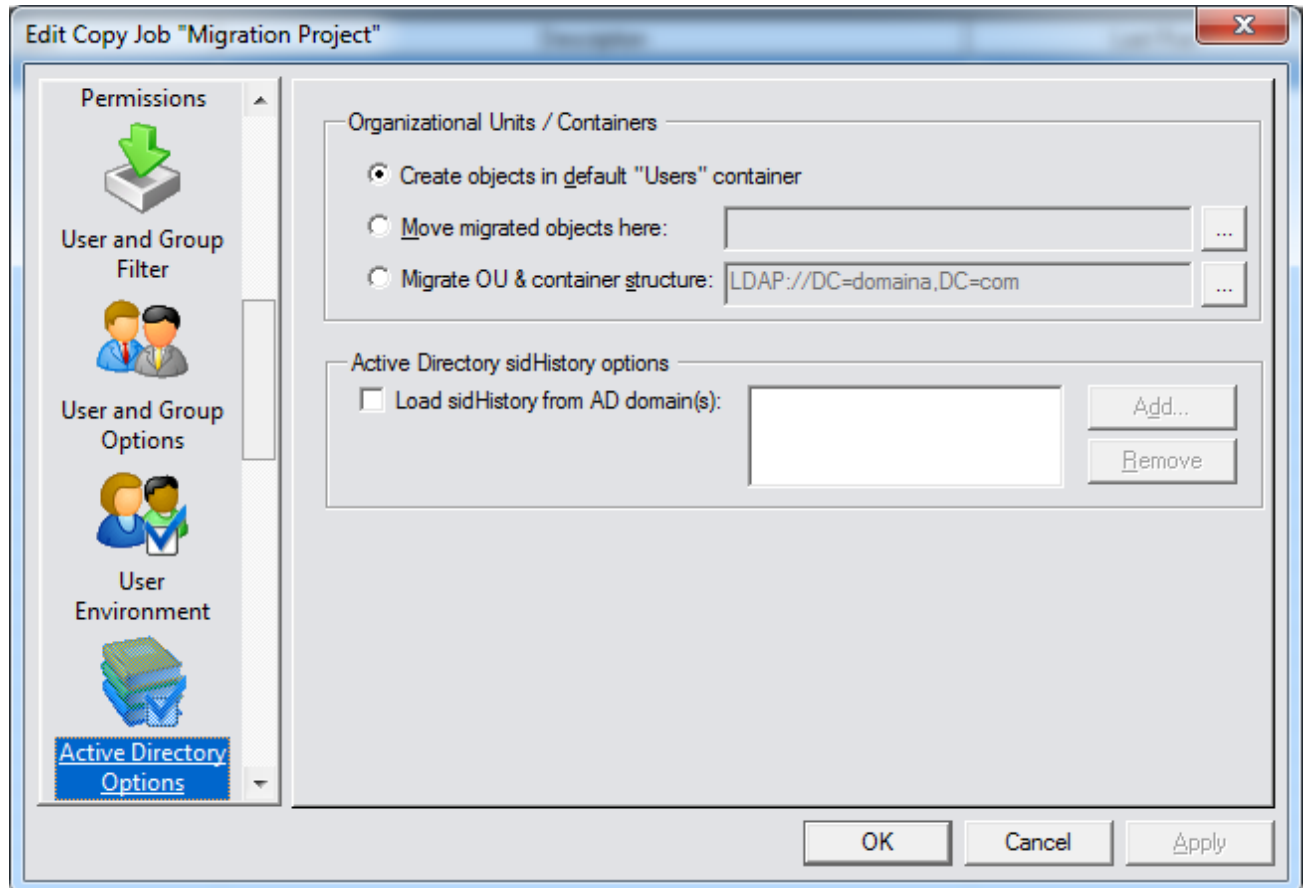 Edit Copy Job "Migration Project"
Permissions
User and Group
Filter
User and Group
Options
User
Environment
Active Directory
Options
Organizational Units / Containers
Create objects in default "Users" container
Move migrated objects here:
...
Migrate OU & container structure: LDAP://DC=domaina,DC=com
...
Active Directory sidHistory options
Load sidHistory from AD domain(s):
Add...
Remove
OK Cancel Apply